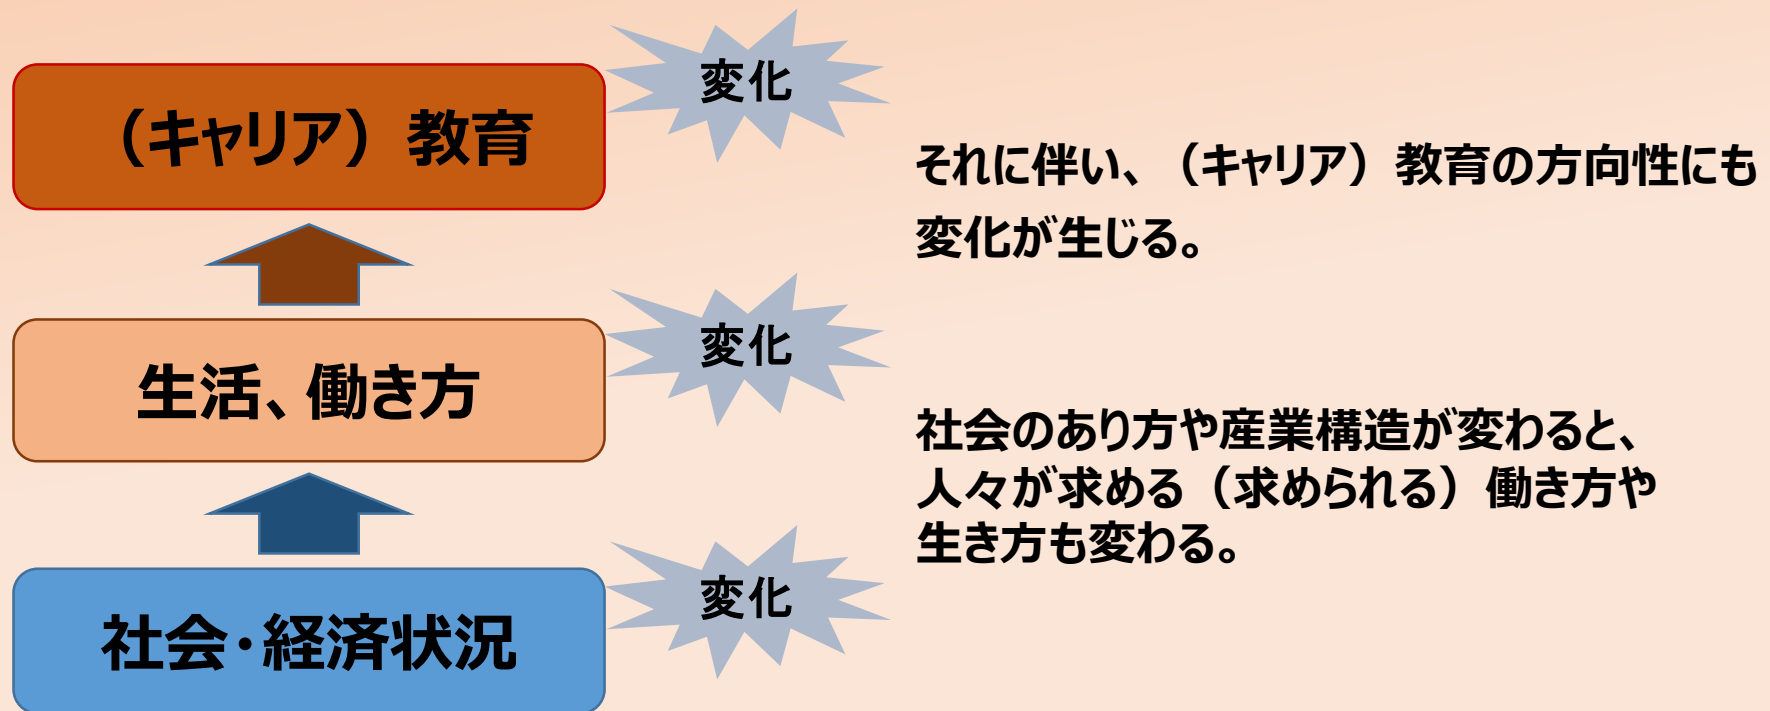 変化
（キャリア）教育
それに伴い、（キャリア）教育の方向性にも
変化が生じる。
変化
生活、働き方
社会のあり方や産業構造が変わると、
人々が求める（求められる）働き方や
生き方も変わる。
変化
社会・経済状況